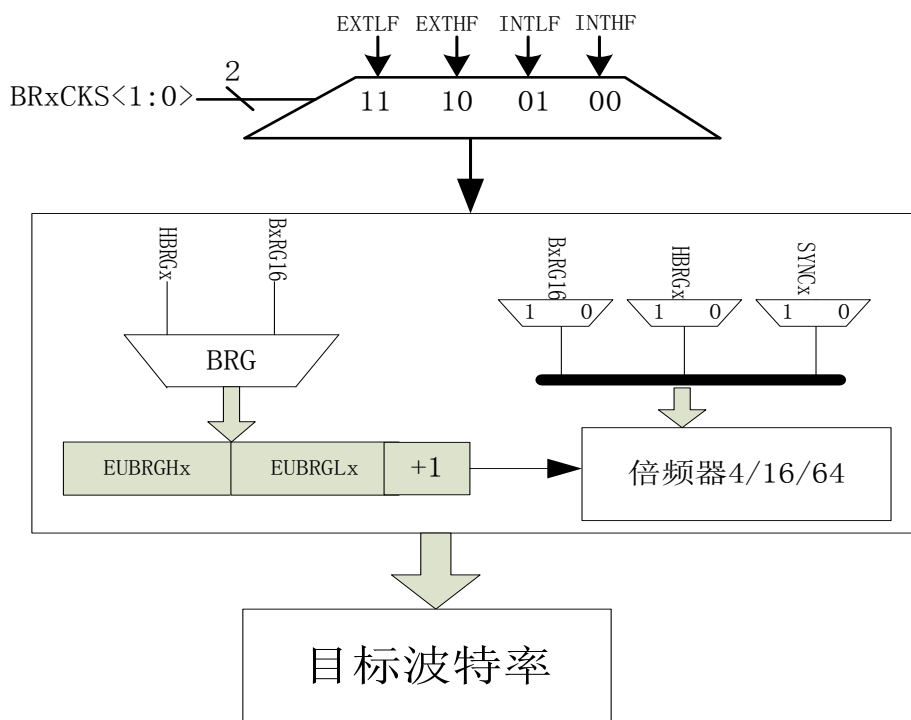 EXTLF EXTHF INTLF INTHF
BRxCKS<1:0>
2
11 10 01 00
HBRGx
BxRG16
BxRG16
HBRGx
SYNCx
1 0
1 0
1 0
BRG
EUBRGHx
EUBRGLx
+1
倍频器4/16/64
目标波特率